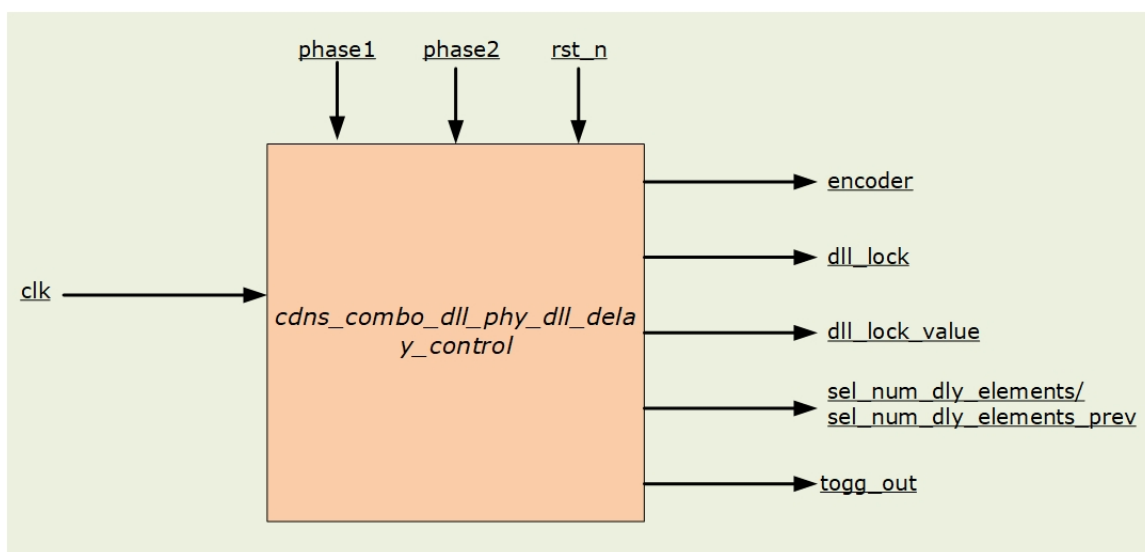 phase1 phase2 rst_n
encoder
dll_lock
clk
cdns_combo_dll_phy_dll_dela
y_control
dll_lock_value
sel_num_dly_elements/
sel_num_dly_elements_prev
togg_out